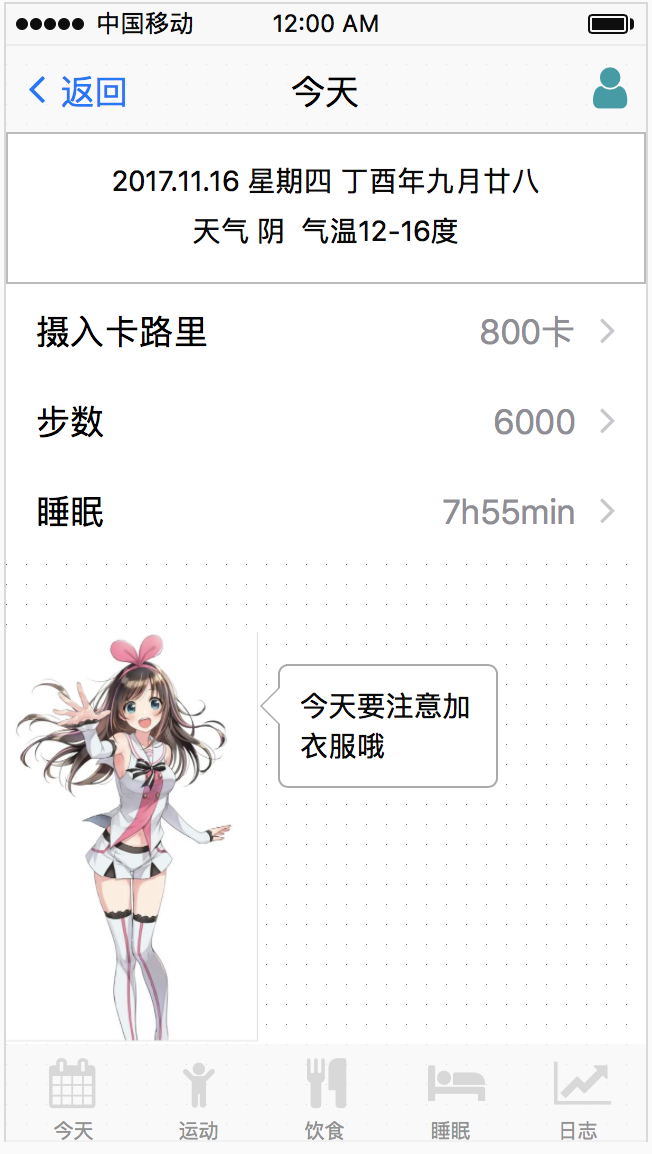 中国移动 12:00 AM
返回 今天
2017.11.16 星期四 丁酉年九月廿八
天气 阴 气温12-16度
摄入卡路里 800卡
步数 6000
睡眠 7h55min
今天要注意加
衣服哦
今天 运动 饮食 睡眠 日志